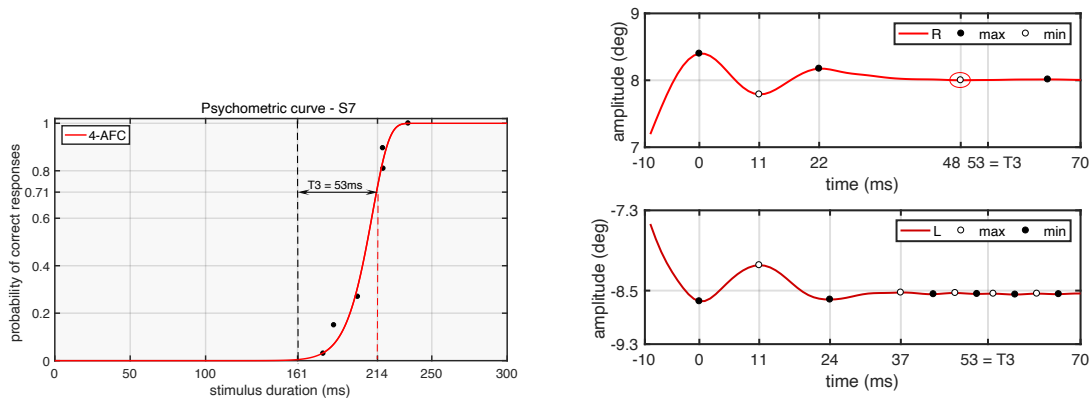 Psychometric curve - S7
4-AFC
T3 = 53ms
probability of correct responses
1
0.8
0.71
0.6
0.4
0.2
0
0 50 100 161 214 250 300
stimulus duration (ms)
R max min
amplitude (deg)
9
8
7
-10 0 11 22 48 53 = T3 70
time (ms)
L max min
amplitude (deg)
-7.3
-8.5
-9.3
-10 0 11 24 37 53 = T3 70
time (ms)